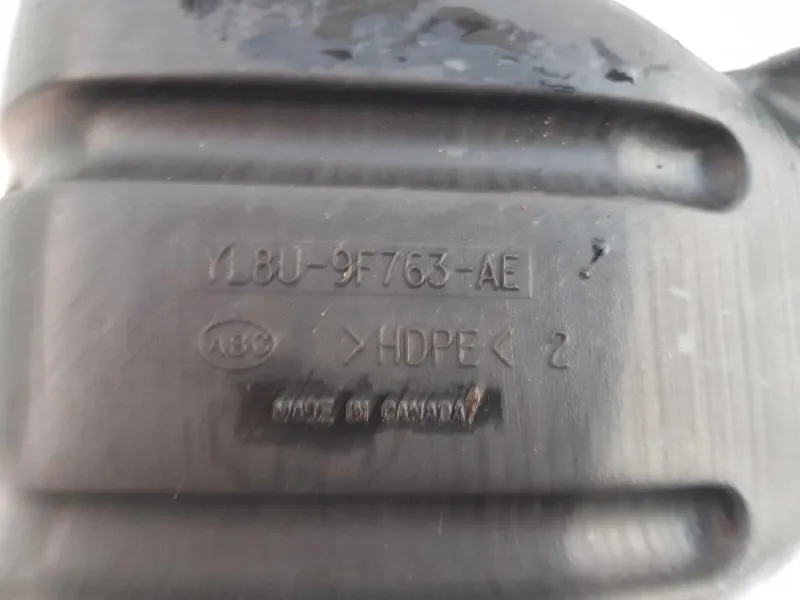 YL8U-9F763-AE
ABC >HDPE< 2
MADE IN CANADA